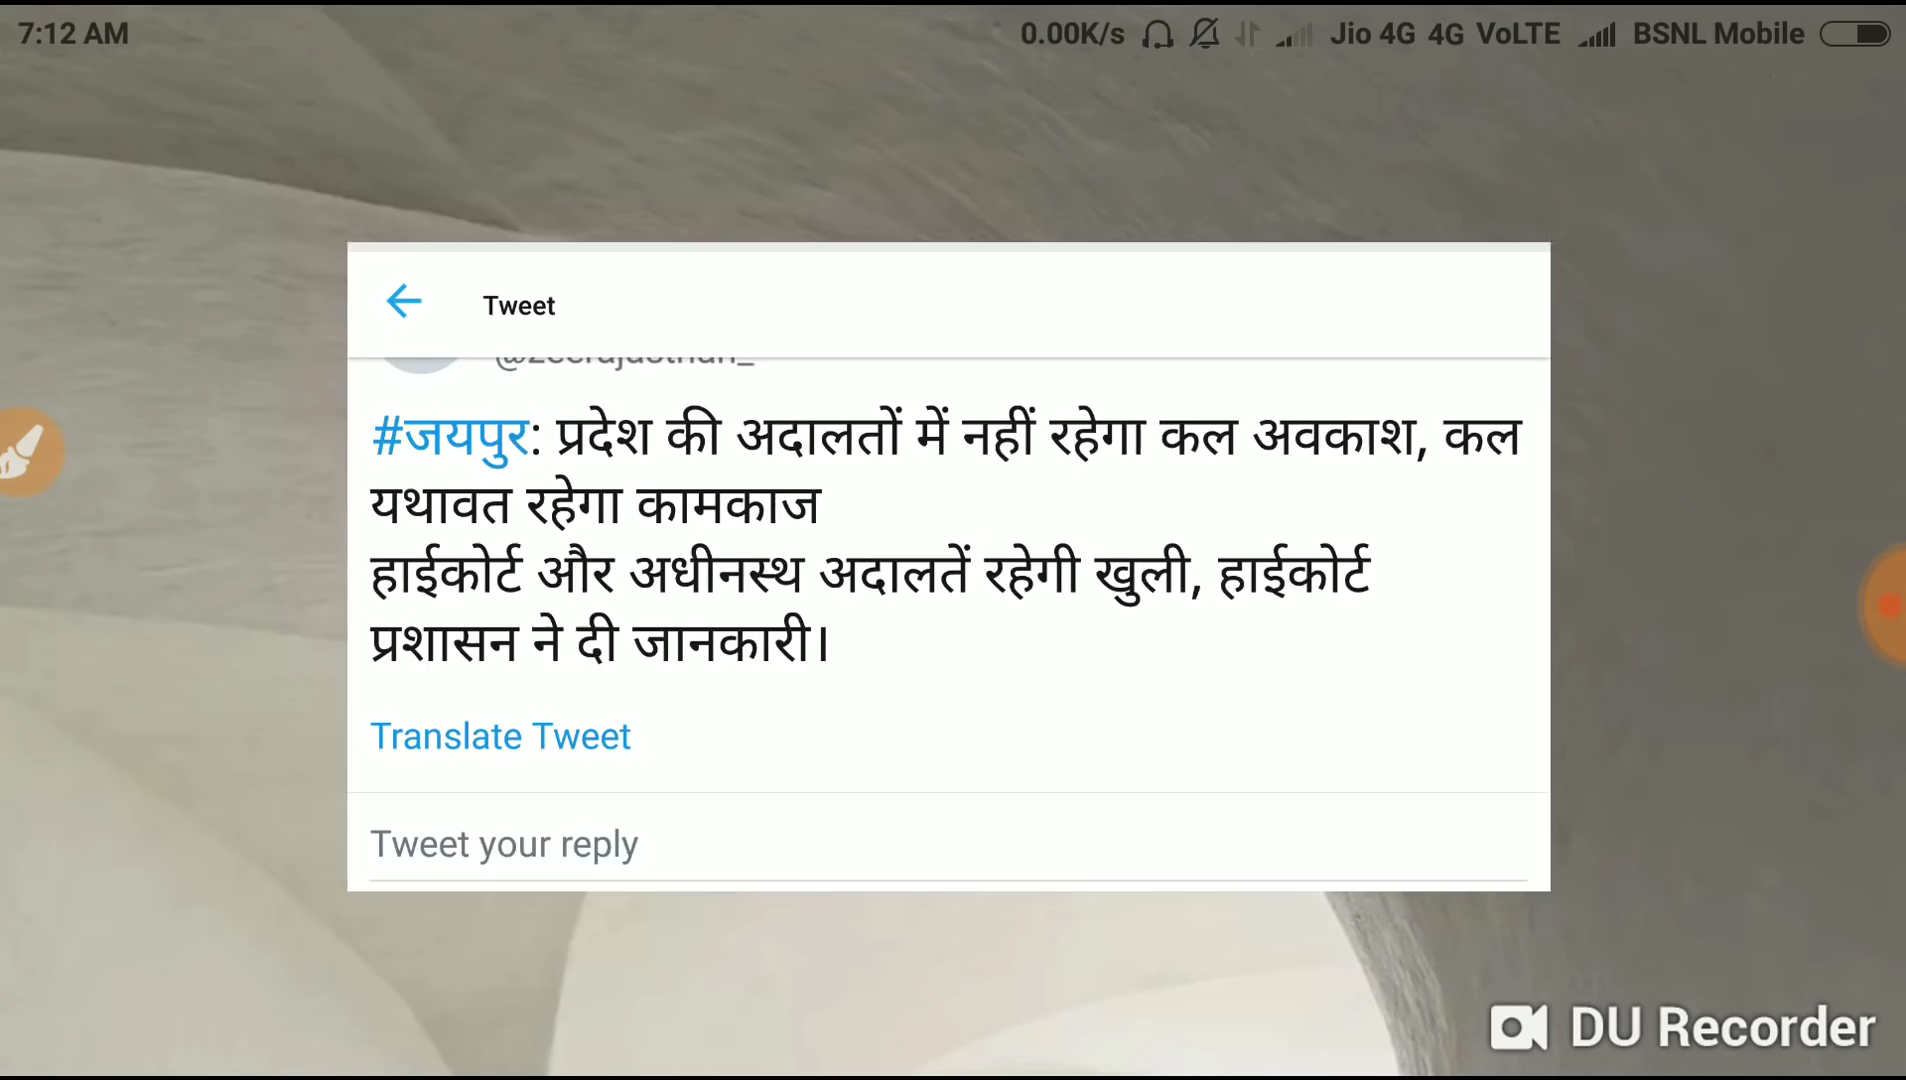 7:12 AM 0.00K/s Jio 4G 4G VoLTE BSNL Mobile
Tweet
@zeerajasthan_
#जयपुर: प्रदेश की अदालतों में नहीं रहेगा कल अवकाश, कल
यथावत रहेगा कामकाज
हाईकोर्ट और अधीनस्थ अदालतें रहेगी खुली, हाईकोर्ट
प्रशासन ने दी जानकारी।
Translate Tweet
Tweet your reply
DU Recorder